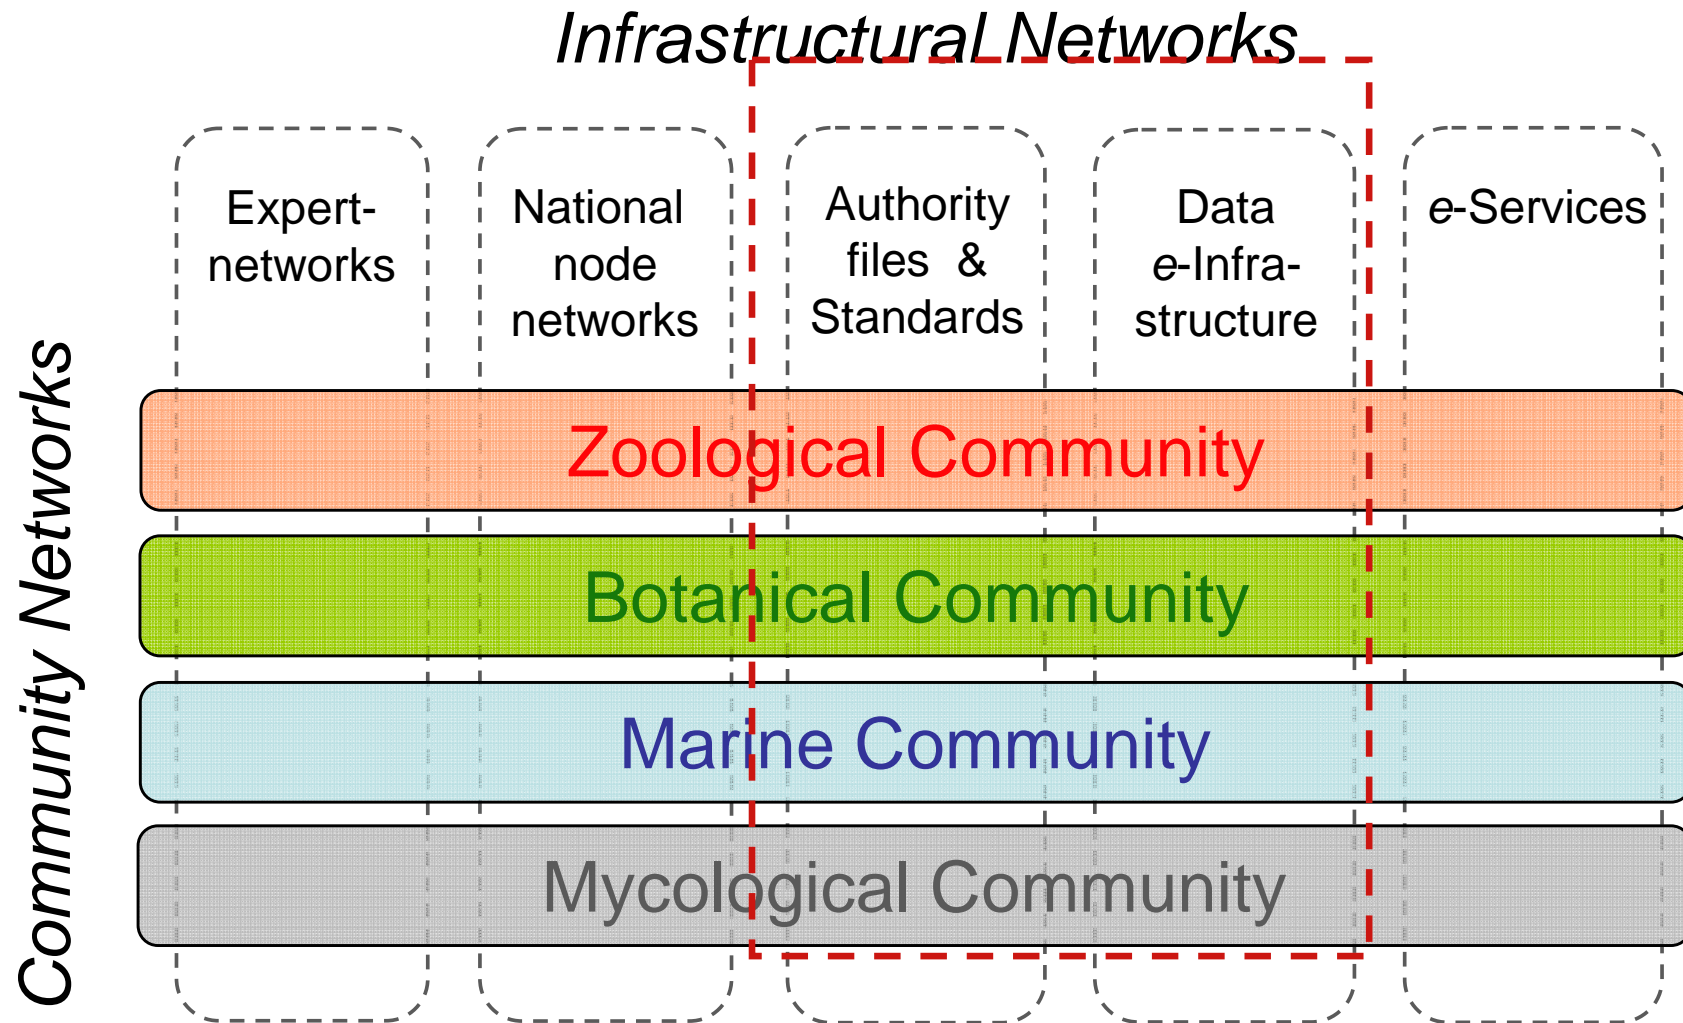 Infrastructural Networks
Expert-
networks
National
node
networks
Authority
files &
Standards
Data
e-Infra-
structure
e-Services
Community Networks
Zoological Community
Botanical Community
Marine Community
Mycological Community